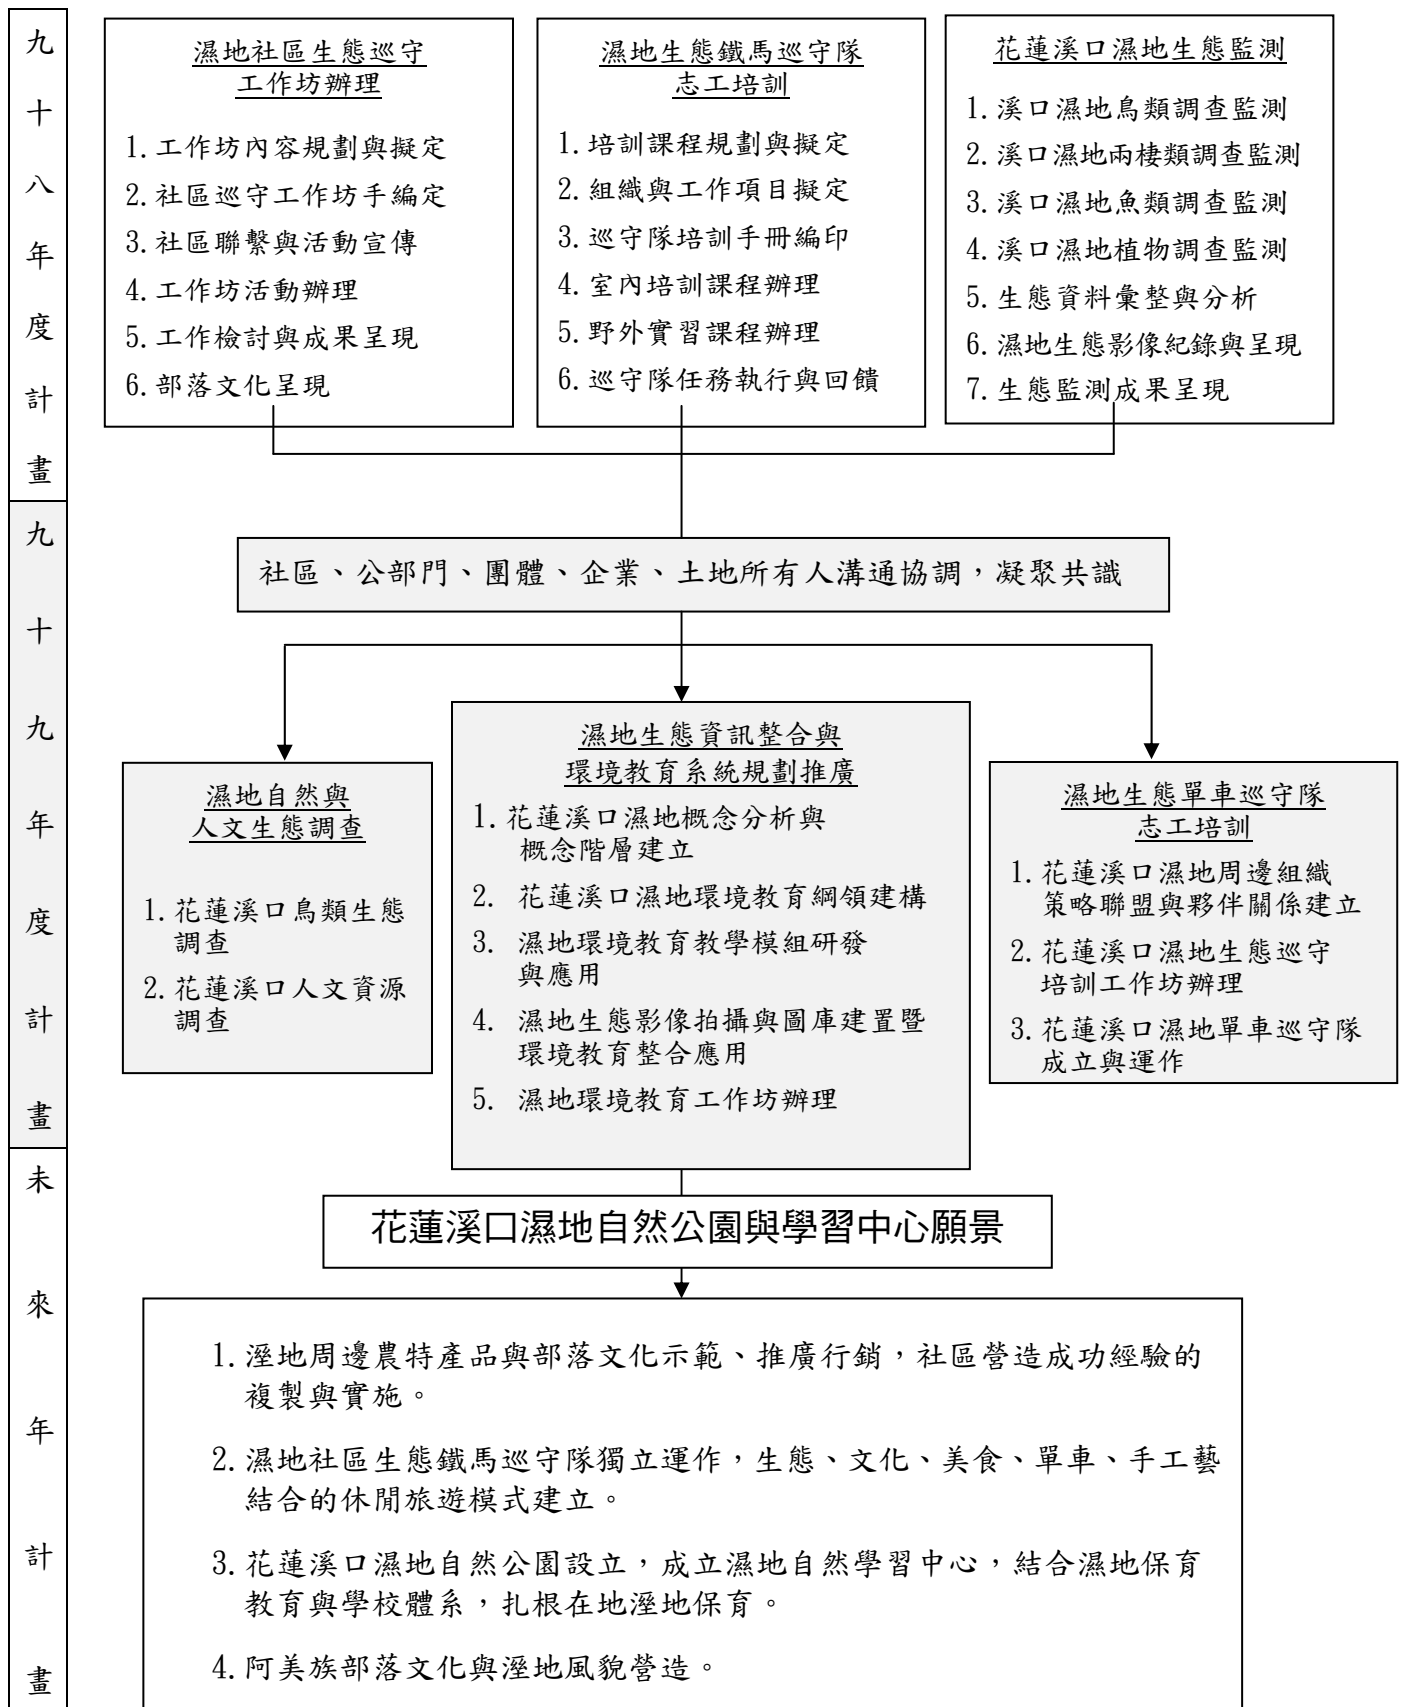 九十八年度計畫
濕地社區生態巡守
工作坊辦理
1.工作坊內容規劃與擬定
2.社區巡守工作坊手編定
3.社區聯繫與活動宣傳
4.工作坊活動辦理
5.工作檢討與成果呈現
6.部落文化呈現
濕地生態鐵馬巡守隊
志工培訓
1.培訓課程規劃與擬定
2.組織與工作項目擬定
3.巡守隊培訓手冊編印
4.室內培訓課程辦理
5.野外實習課程辦理
6.巡守隊任務執行與回饋
花蓮溪口濕地生態監測
1.溪口濕地鳥類調查監測
2.溪口濕地兩棲類調查監測
3.溪口濕地魚類調查監測
4.溪口濕地植物調查監測
5.生態資料彙整與分析
6.濕地生態影像紀錄與呈現
7.生態監測成果呈現
九十九年度計畫
社區、公部門、團體、企業、土地所有人溝通協調，凝聚共識
濕地自然與
人文生態調查
1.花蓮溪口鳥類生態
調查
2.花蓮溪口人文資源
調查
濕地生態資訊整合與
環境教育系統規劃推廣
1.花蓮溪口濕地概念分析與
概念階層建立
2. 花蓮溪口濕地環境教育綱領建構
3. 濕地環境教育教學模組研發
與應用
4. 濕地生態影像拍攝與圖庫建置暨
環境教育整合應用
5. 濕地環境教育工作坊辦理
濕地生態單車巡守隊
志工培訓
1.花蓮溪口濕地周邊組織
策略聯盟與夥伴關係建立
2.花蓮溪口濕地生態巡守
培訓工作坊辦理
3.花蓮溪口濕地單車巡守隊
成立與運作
未來年計畫
花蓮溪口濕地自然公園與學習中心願景
1.溼地周邊農特產品與部落文化示範、推廣行銷，社區營造成功經驗的
複製與實施。
2.濕地社區生態鐵馬巡守隊獨立運作，生態、文化、美食、單車、手工藝
結合的休閒旅遊模式建立。
3.花蓮溪口濕地自然公園設立，成立濕地自然學習中心，結合濕地保育
教育與學校體系，扎根在地溼地保育。
4.阿美族部落文化與溼地風貌營造。